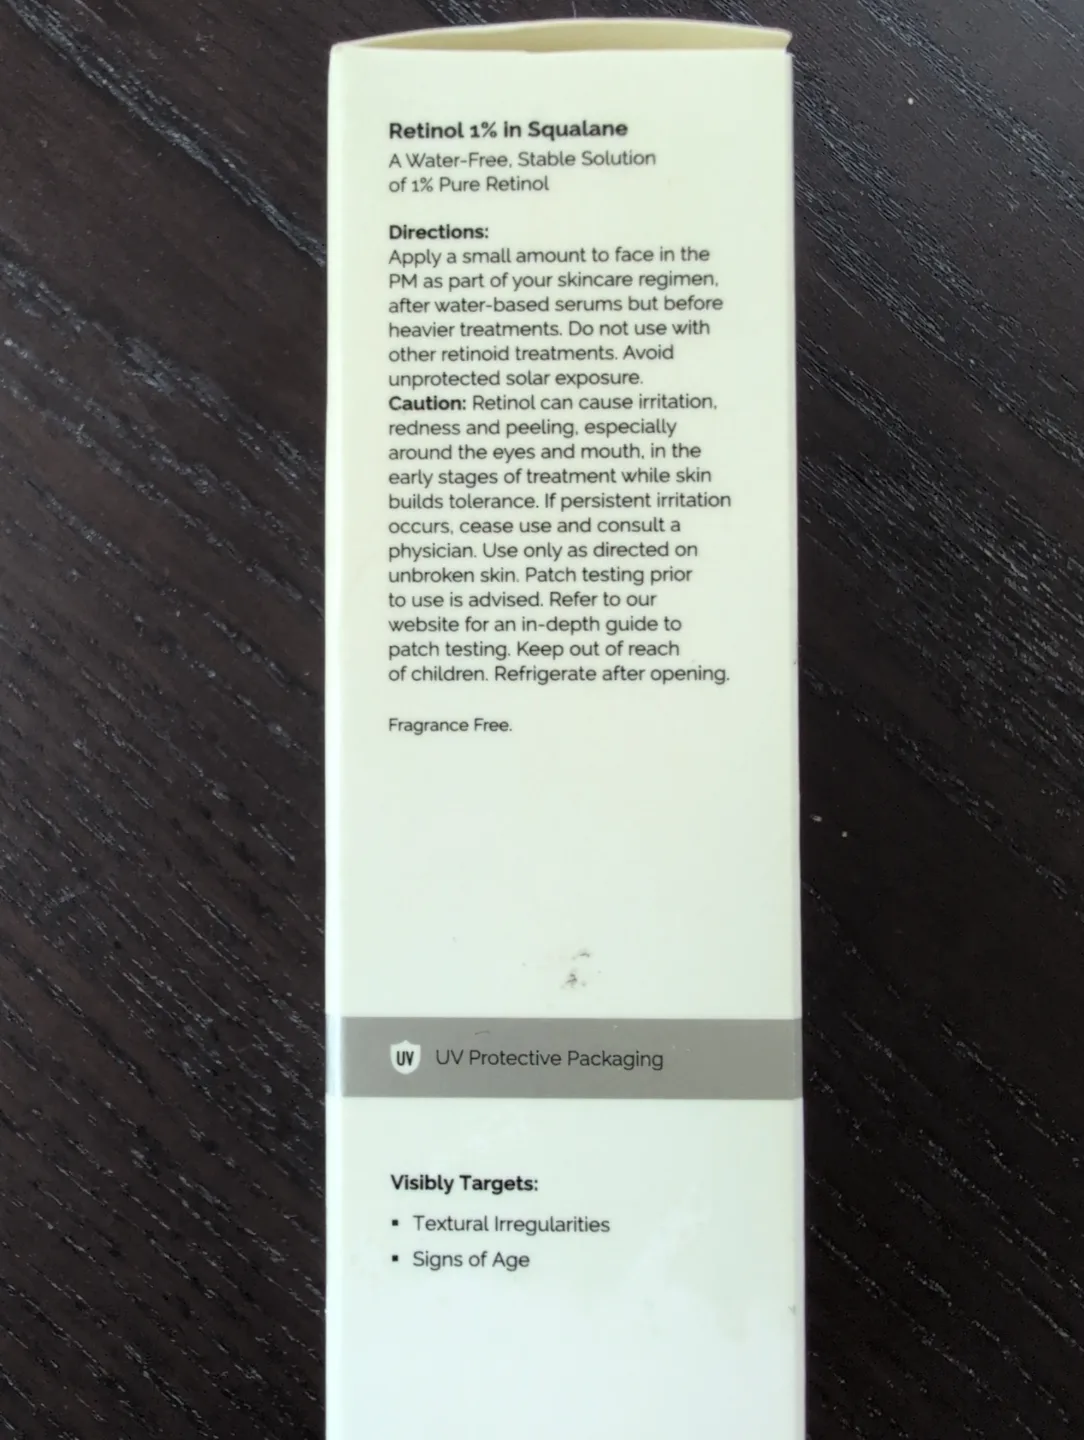 Retinol 1% in Squalane
A Water-Free, Stable Solution
of 1% Pure Retinol
Directions:
Apply a small amount to face in the
PM as part of your skincare regimen,
after water-based serums but before
heavier treatments. Do not use with
other retinoid treatments. Avoid
unprotected solar exposure.
Caution: Retinol can cause irritation,
redness and peeling, especially
around the eyes and mouth, in the
early stages of treatment while skin
builds tolerance. If persistent irritation
occurs, cease use and consult a
physician. Use only as directed on
unbroken skin. Patch testing prior
to use is advised. Refer to our
website for an in-depth guide to
patch testing. Keep out of reach
of children. Refrigerate after opening.
Fragrance Free.
UV UV Protective Packaging
Visibly Targets:
▪ Textural Irregularities
▪ Signs of Age